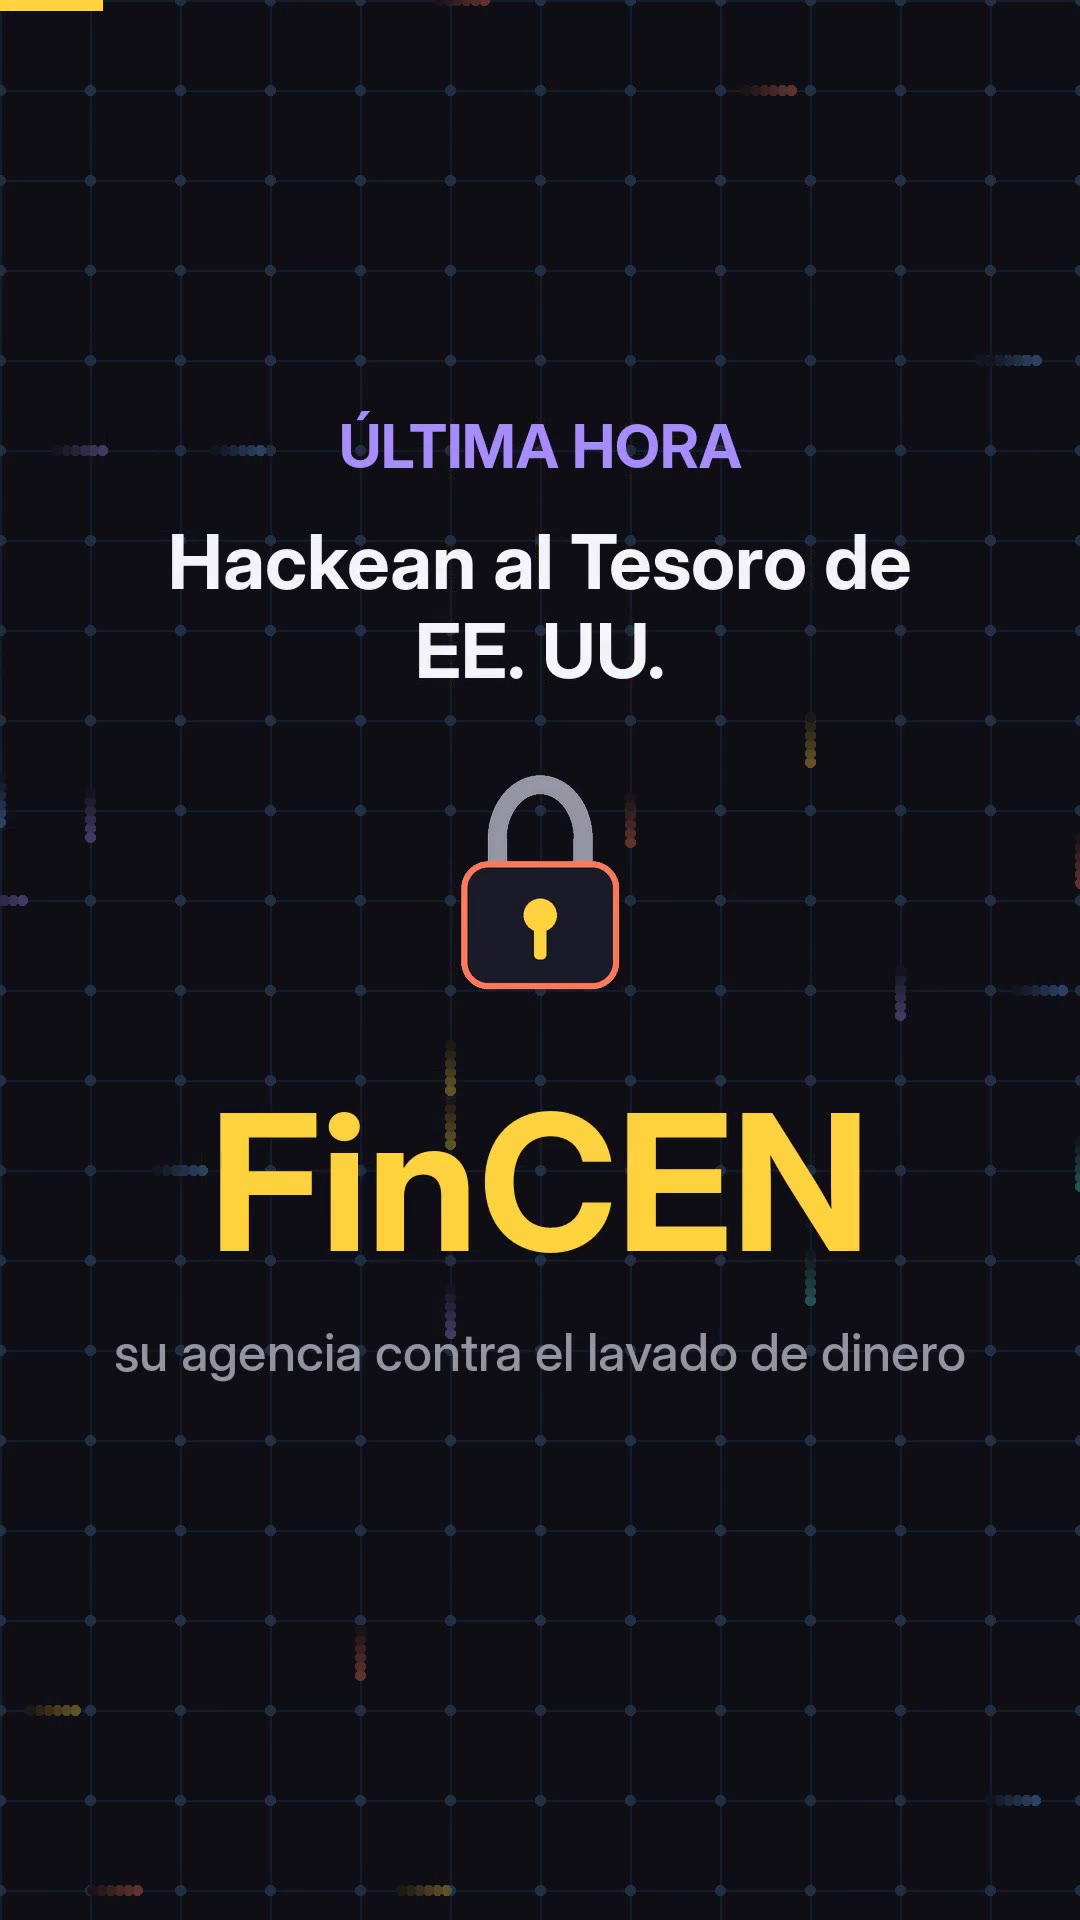 ÚLTIMA HORA
Hackean al Tesoro de
EE. UU.
FinCEN
su agencia contra el lavado de dinero